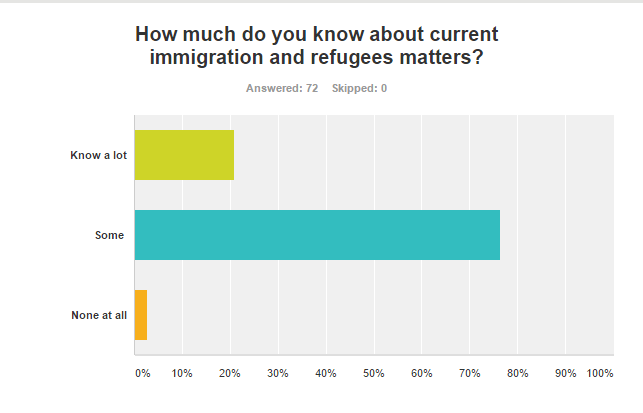 How much do you know about current
immigration and refugees matters?
Answered: 72 Skipped: 0
Know a lot
Some
None at all
0% 10% 20% 30% 40% 50% 60% 70% 80% 90% 100%